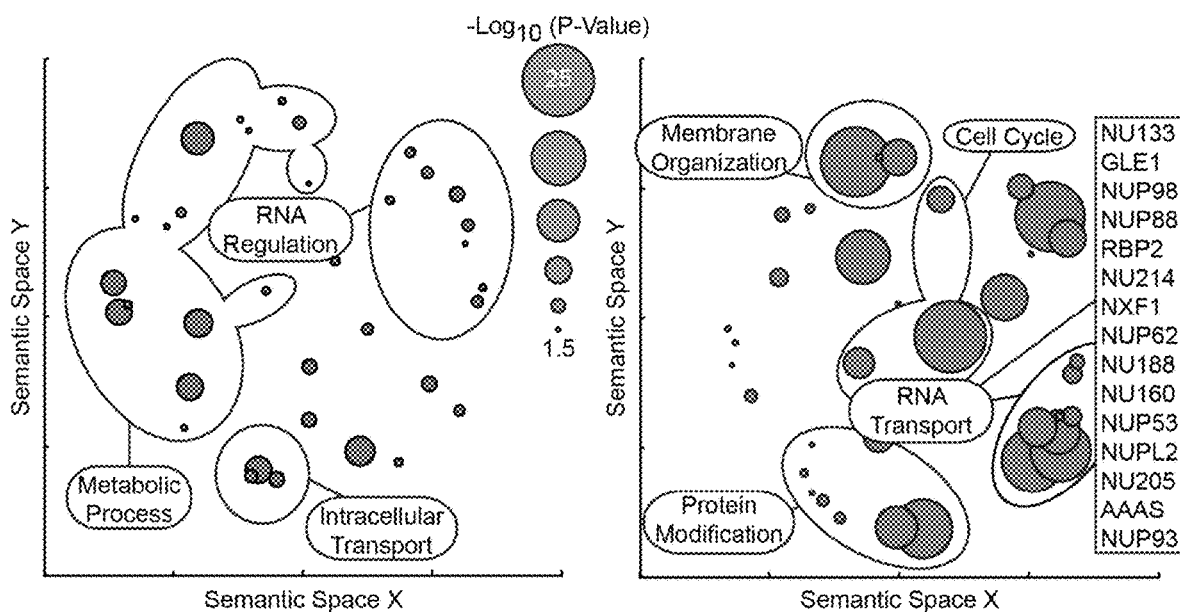 -Log10 (P-Value)
1.5
RNA
Regulation
Metabolic
Process
Intracellular
Transport
Semantic Space Y
Semantic Space X
Membrane
Organization
Cell Cycle
RNA
Transport
Protein
Modification
Semantic Space Y
Semantic Space X
NU133
GLE1
NUP98
NUP88
RBP2
NU214
NXF1
NUP62
NU188
NU160
NUP53
NUPL2
NU205
AAAS
NUP93